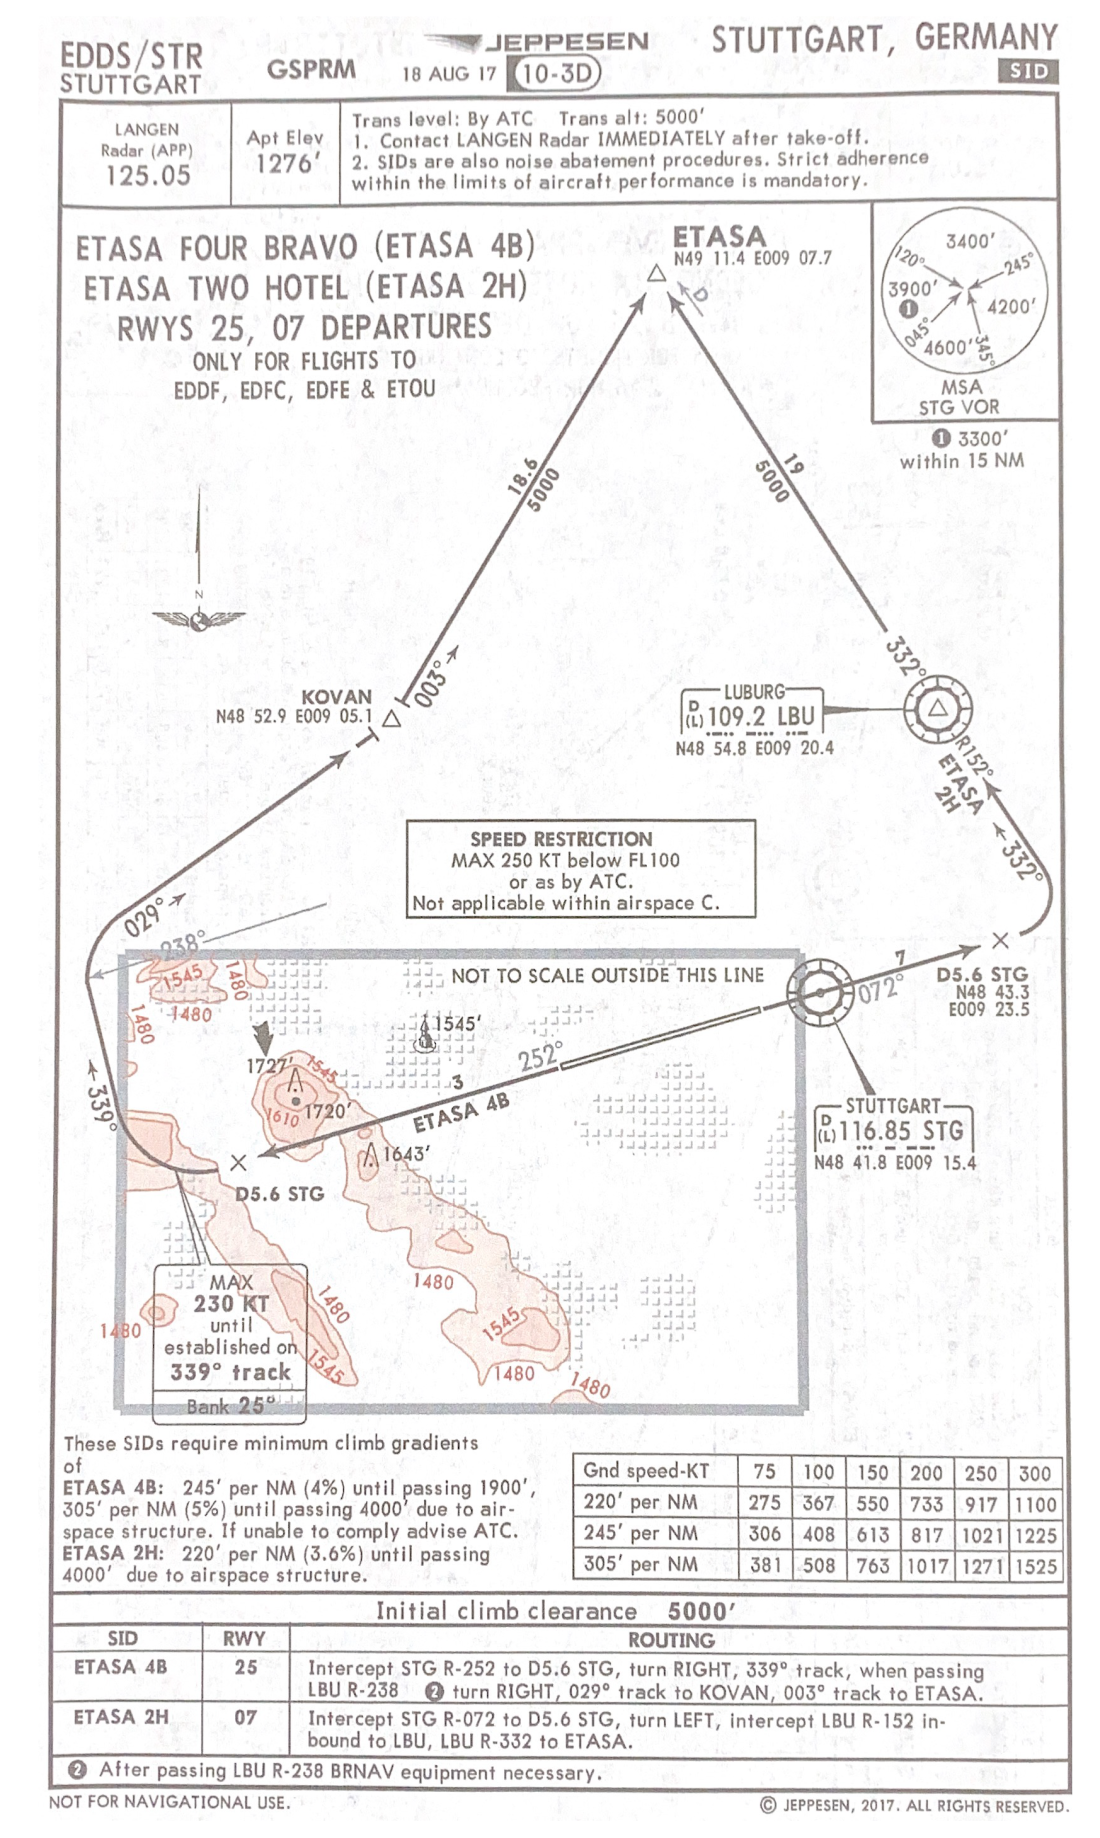 EDDS/STR
STUTTGART
GSPRM
JEPPESEN
18 AUG 17
10-3D
STUTTGART, GERMANY
SID
LANGEN
Radar (APP)
125.05
Apt Elev
1276'
Trans level: By ATC Trans alt: 5000'
1. Contact LANGEN Radar IMMEDIATELY after take-off.
2. SIDs are also noise abatement procedures. Strict adherence
within the limits of aircraft performance is mandatory.
ETASA FOUR BRAVO (ETASA 4B)
ETASA TWO HOTEL (ETASA 2H)
RWYS 25, 07 DEPARTURES
ONLY FOR FLIGHTS TO
EDDF, EDFC, EDFE & ETOU
ETASA
N49 11.4 E009 07.7
D
3400'
120°
245°
3900'
1
4200'
045°
4600'
345°
MSA
STG VOR
1 3300'
within 15 NM
18.6
5000
19
5000
N
003°
332°
KOVAN
N48 52.9 E009 05.1
LUBURG
D
(L) 109.2 LBU
N48 54.8 E009 20.4
R152°
ETASA
2H
332°
SPEED RESTRICTION
MAX 250 KT below FL100
or as by ATC.
Not applicable within airspace C.
029°
238°
NOT TO SCALE OUTSIDE THIS LINE
7
072°
D5.6 STG
N48 43.3
E009 23.5
1545
1480
1480
1480
1545'
1727'
1545
1610
1720'
252°
3
ETASA 4B
339°
1643'
STUTTGART
D
(L) 116.85 STG
N48 41.8 E009 15.4
D5.6 STG
MAX
230 KT
until
established on
339° track
Bank 25°
1480
1480
1545
1480
1545
1480
1480
These SIDs require minimum climb gradients
of
ETASA 4B: 245' per NM (4%) until passing 1900',
305' per NM (5%) until passing 4000' due to air-
space structure. If unable to comply advise ATC.
ETASA 2H: 220' per NM (3.6%) until passing
4000' due to airspace structure.
Gnd speed-KT 75 100 150 200 250 300
220' per NM 275 367 550 733 917 1100
245' per NM 306 408 613 817 1021 1225
305' per NM 381 508 763 1017 1271 1525
Initial climb clearance 5000'
SID RWY ROUTING
ETASA 4B 25 Intercept STG R-252 to D5.6 STG, turn RIGHT, 339° track, when passing
LBU R-238 2 turn RIGHT, 029° track to KOVAN, 003° track to ETASA.
ETASA 2H 07 Intercept STG R-072 to D5.6 STG, turn LEFT, intercept LBU R-152 in-
bound to LBU, LBU R-332 to ETASA.
2 After passing LBU R-238 BRNAV equipment necessary.
NOT FOR NAVIGATIONAL USE.
© JEPPESEN, 2017. ALL RIGHTS RESERVED.